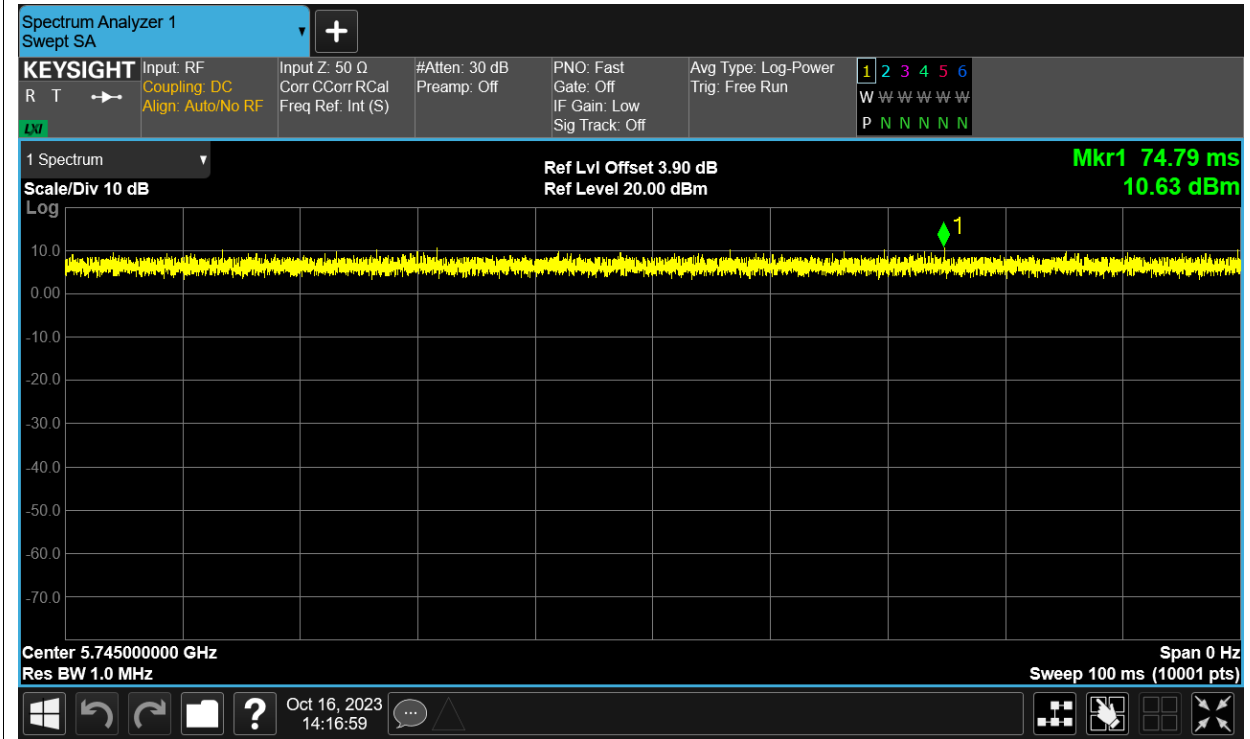 Spectrum Analyzer 1
Swept SA
KEYSIGHT
R T
LXI
Input: RF
Coupling: DC
Align: Auto/No RF
Input Z: 50 Ω
Corr CCorr RCal
Freq Ref: Int (S)
#Atten: 30 dB
Preamp: Off
PNO: Fast
Gate: Off
IF Gain: Low
Sig Track: Off
Avg Type: Log-Power
Trig: Free Run
1 2 3 4 5 6
W W W W W W
P N N N N N
1 Spectrum
Scale/Div 10 dB
Ref Lvl Offset 3.90 dB
Ref Level 20.00 dBm
Mkr1 74.79 ms
10.63 dBm
Log
1
10.0
0.00
-10.0
-20.0
-30.0
-40.0
-50.0
-60.0
-70.0
Center 5.745000000 GHz
Res BW 1.0 MHz
Span 0 Hz
Sweep 100 ms (10001 pts)
?
Oct 16, 2023
14:16:59